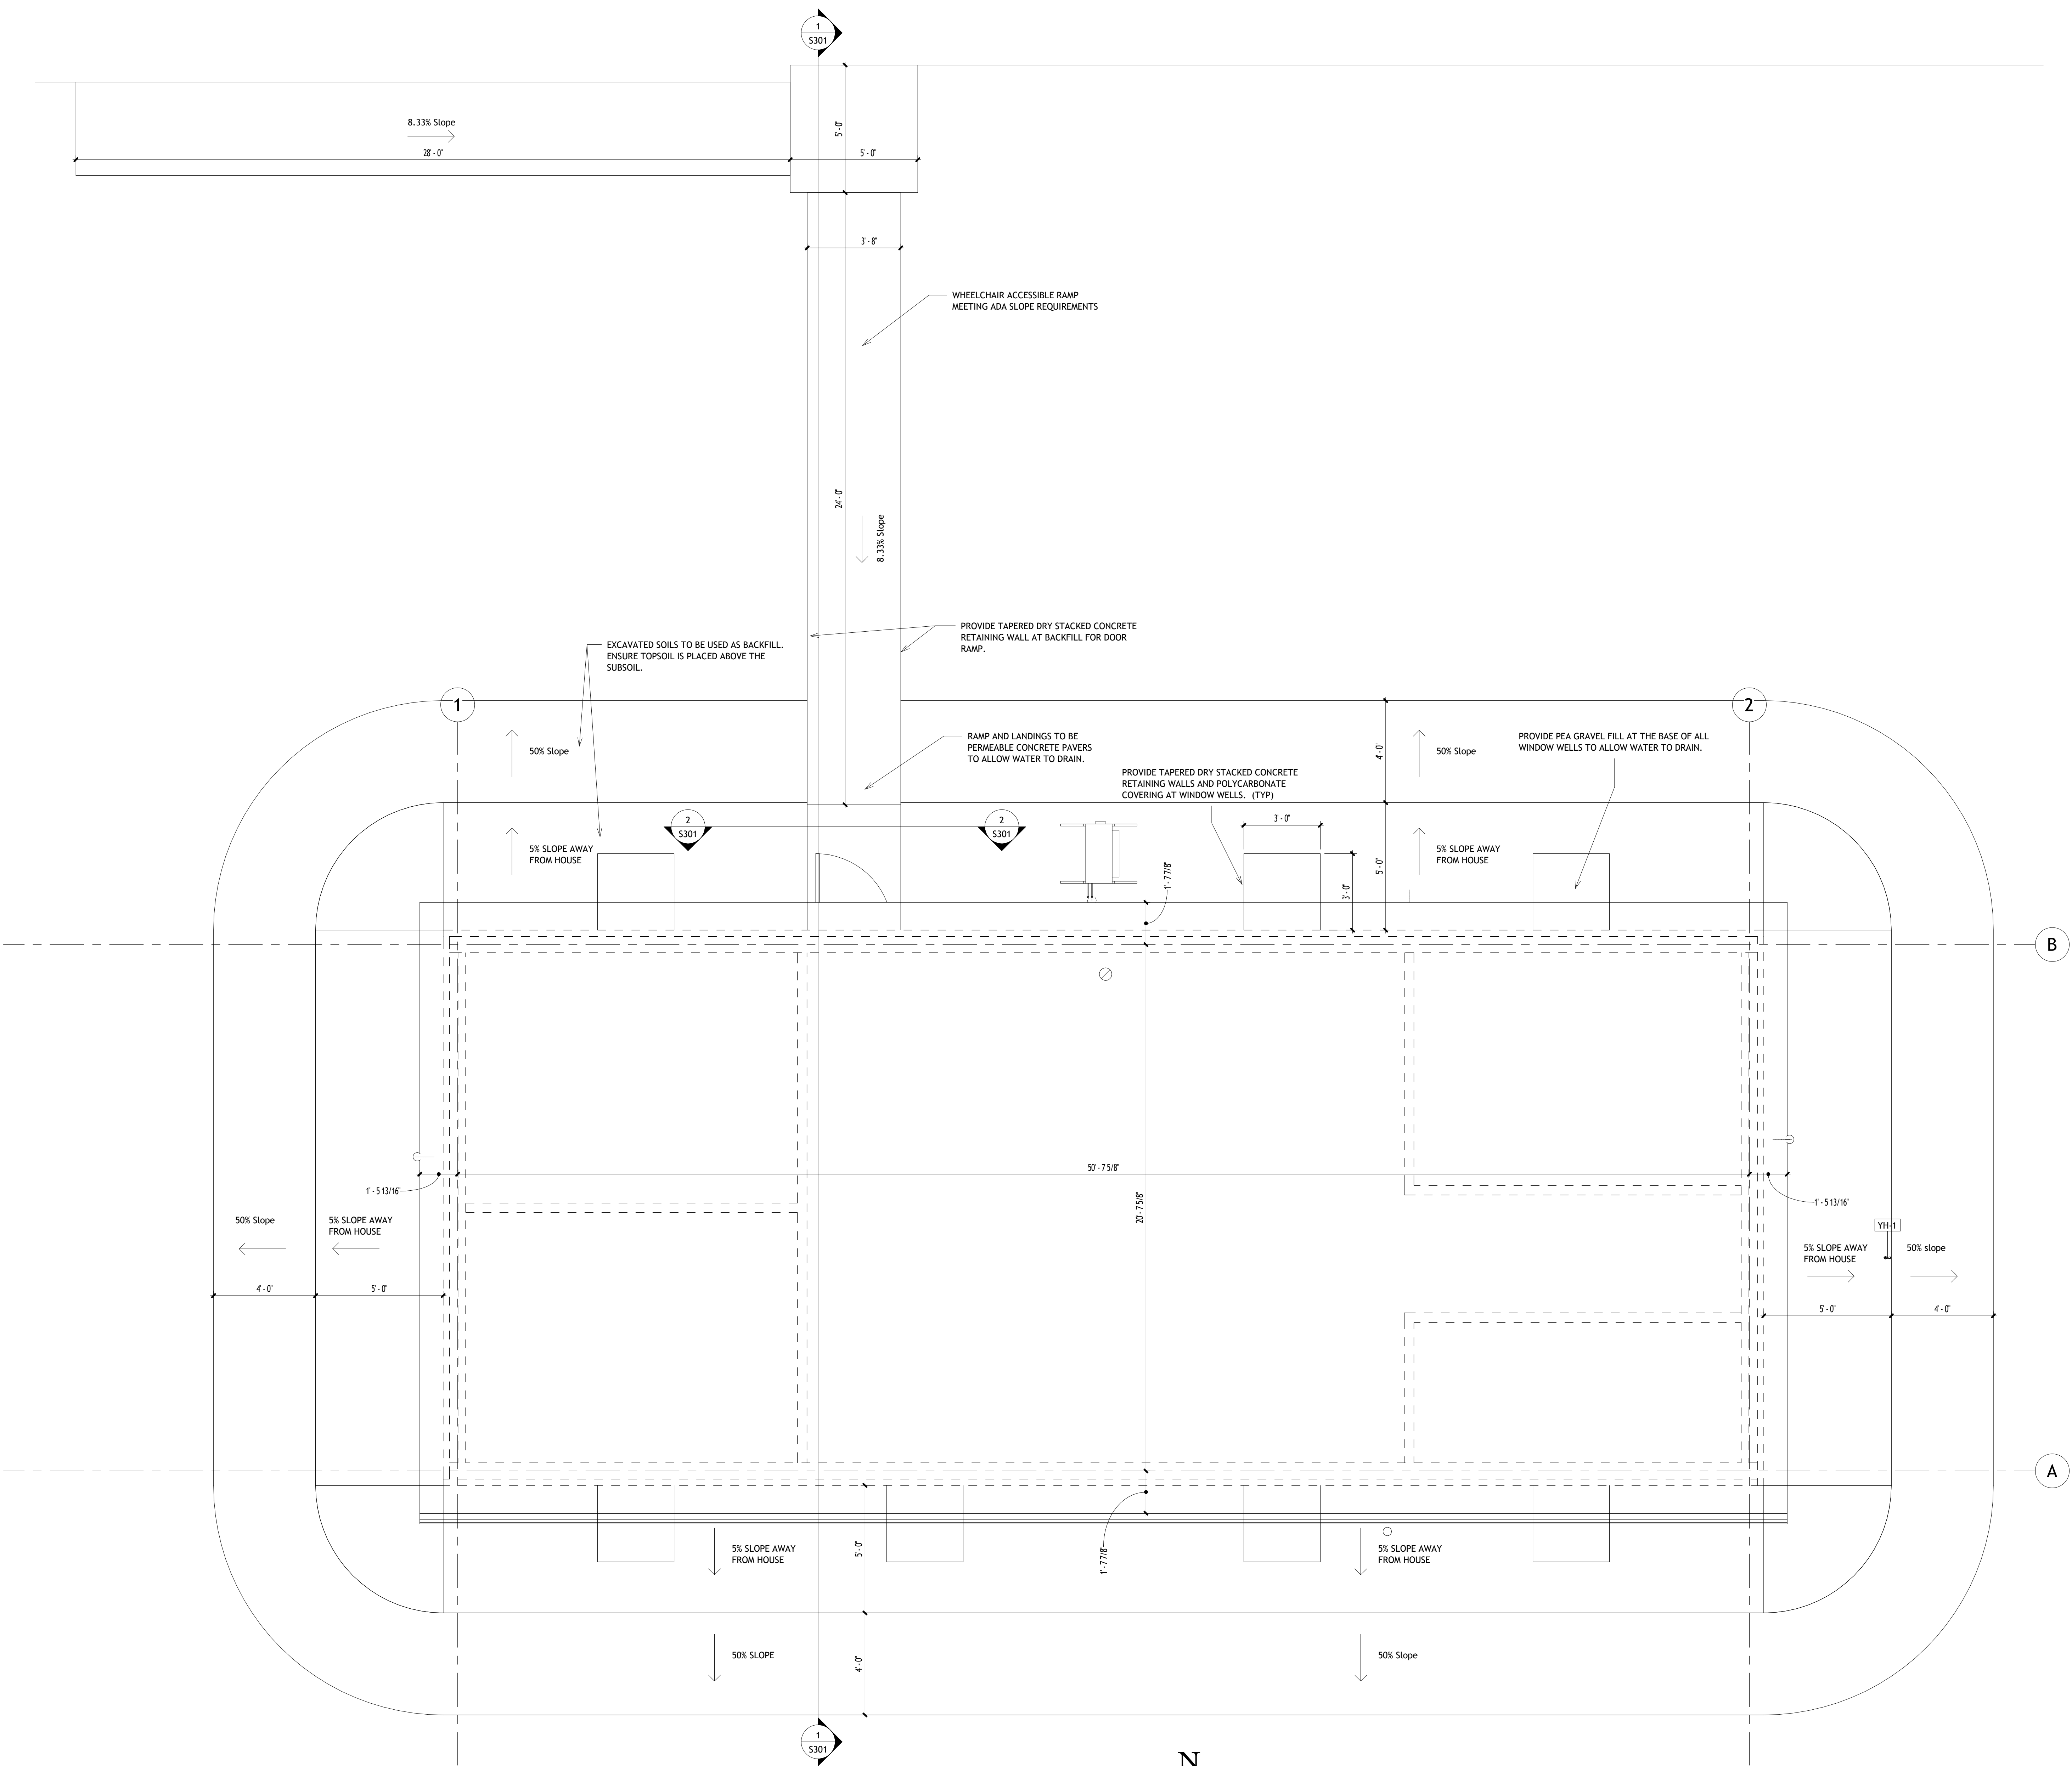 1
S301
5' - 0"
8.33% Slope
28' - 0"
5' - 0"
3' - 8"
WHEELCHAIR ACCESSIBLE RAMP
MEETING ADA SLOPE REQUIREMENTS
24' - 0"
8.33% Slope
PROVIDE TAPERED DRY STACKED CONCRETE
RETAINING WALL AT BACKFILL FOR DOOR
RAMP.
EXCAVATED SOILS TO BE USED AS BACKFILL.
ENSURE TOPSOIL IS PLACED ABOVE THE
SUBSOIL.
1
2
50% Slope
RAMP AND LANDINGS TO BE
PERMEABLE CONCRETE PAVERS
TO ALLOW WATER TO DRAIN.
4' - 0"
50% Slope
PROVIDE PEA GRAVEL FILL AT THE BASE OF ALL
WINDOW WELLS TO ALLOW WATER TO DRAIN.
PROVIDE TAPERED DRY STACKED CONCRETE
RETAINING WALLS AND POLYCARBONATE
COVERING AT WINDOW WELLS.  (TYP)
2
S301
2
S301
3' - 0"
5% SLOPE AWAY
FROM HOUSE
1' - 7 7/8"
3' - 0"
5' - 0"
5% SLOPE AWAY
FROM HOUSE
B
50' - 7 5/8"
1' - 5 13/16"
1' - 5 13/16"
20' - 7 5/8"
50% Slope
5% SLOPE AWAY
FROM HOUSE
YH-1
5% SLOPE AWAY
FROM HOUSE
50% slope
4' - 0"
5' - 0"
5' - 0"
4' - 0"
A
5% SLOPE AWAY
FROM HOUSE
5' - 0"
1' - 7 7/8"
5% SLOPE AWAY
FROM HOUSE
50% SLOPE
4' - 0"
50% Slope
1
S301
N